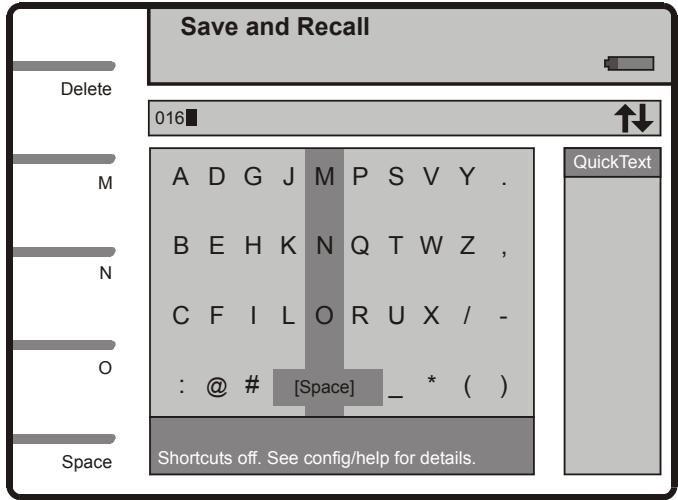 Save and Recall
Delete
016
M
N
O
Space
A D G J M P S V Y .
B E H K N Q T W Z ,
C F I L O R U X / -
: @ # [Space] _ * ( )
QuickText
Shortcuts off. See config/help for details.